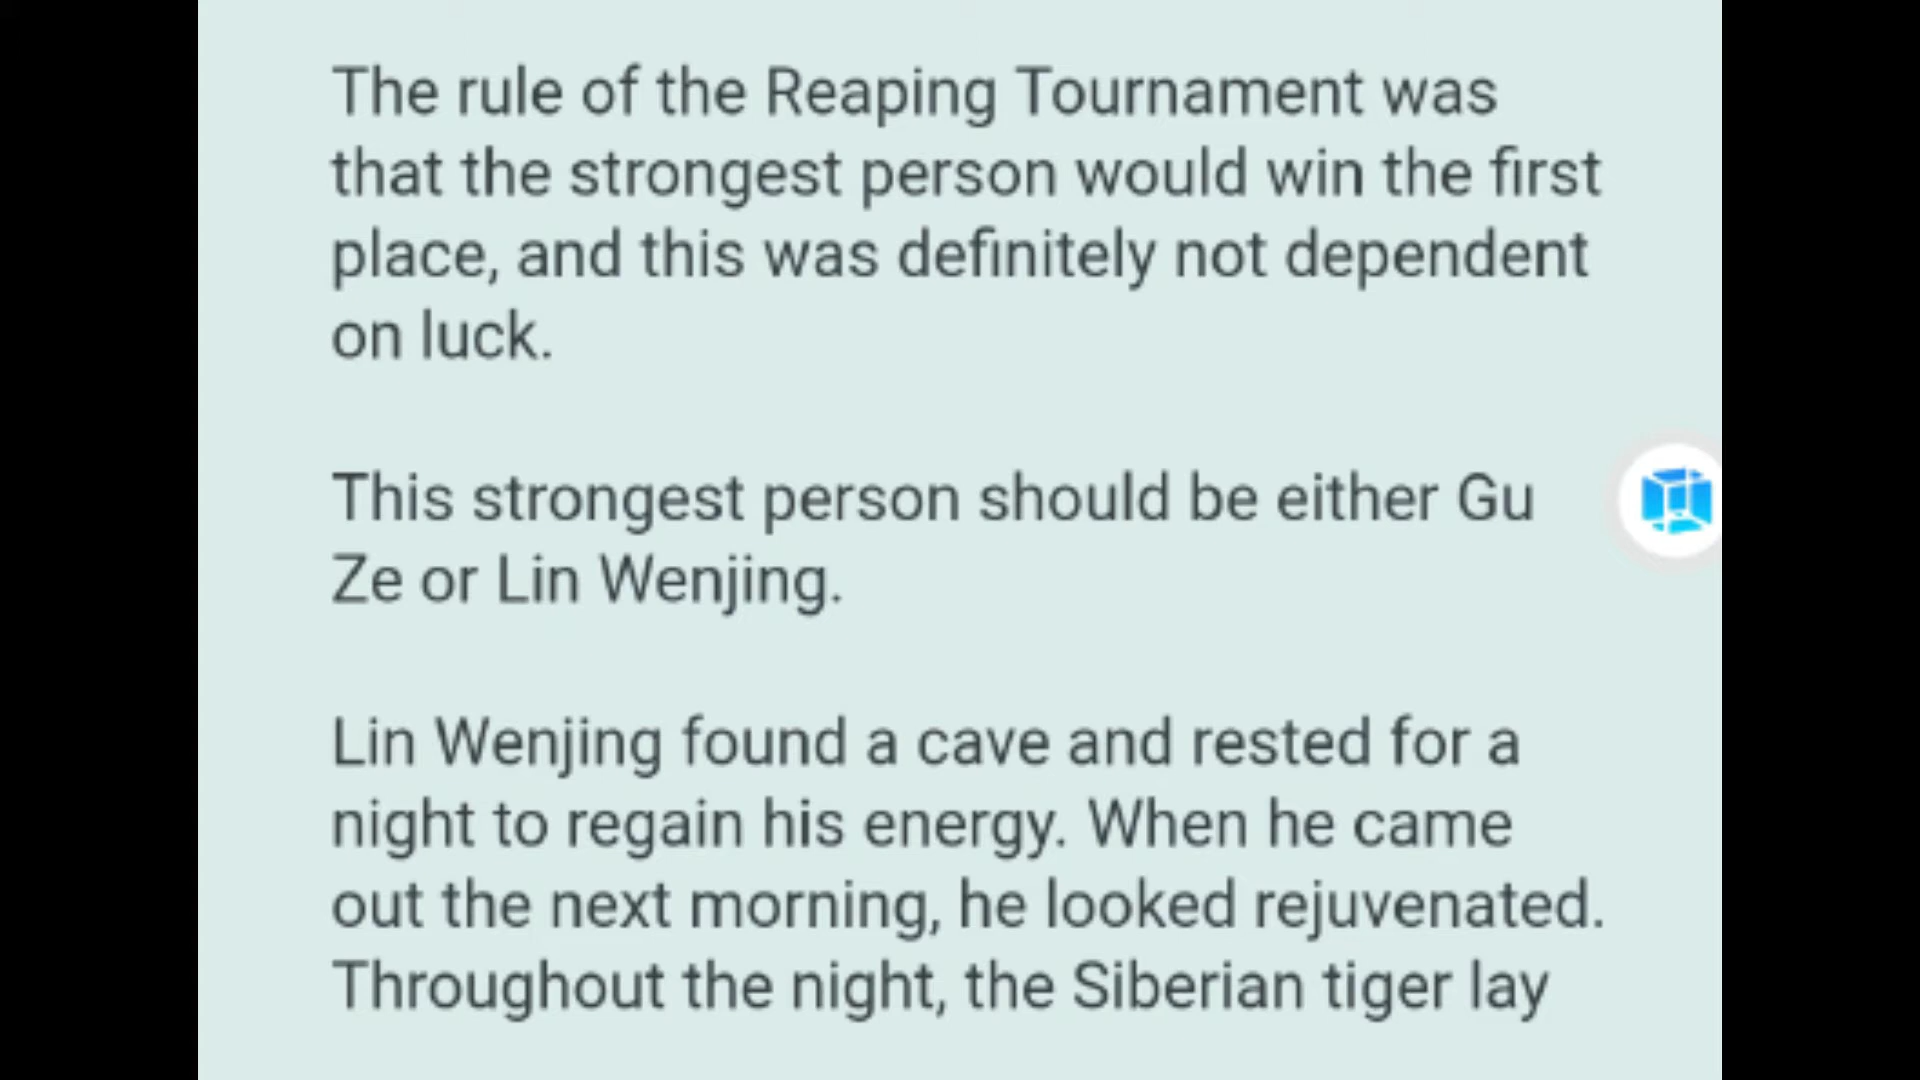 The rule of the Reaping Tournament was
that the strongest person would win the first
place, and this was definitely not dependent
on luck.
This strongest person should be either Gu
Ze or Lin Wenjing.
Lin Wenjing found a cave and rested for a
night to regain his energy. When he came
out the next morning, he looked rejuvenated.
Throughout the night, the Siberian tiger lay